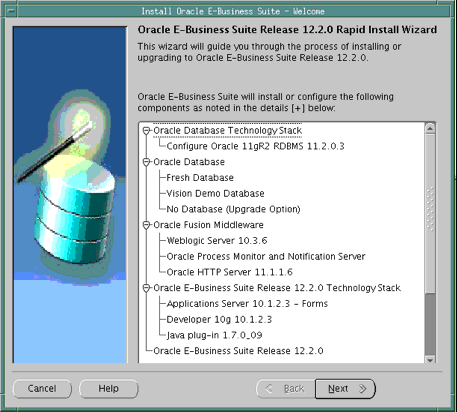 Install Oracle E-Business Suite - Welcome
Oracle E-Business Suite Release 12.2.0 Rapid Install Wizard
This wizard will guide you through the process of installing or
upgrading to Oracle E-Business Suite Release 12.2.0.
Oracle E-Business Suite will install or configure the following
components as noted in the details [+] below:
Oracle Database Technology Stack
Configure Oracle 11gR2 RDBMS 11.2.0.3
Oracle Database
Fresh Database
Vision Demo Database
No Database (Upgrade Option)
Oracle Fusion Middleware
Weblogic Server 10.3.6
Oracle Process Monitor and Notification Server
Oracle HTTP Server 11.1.1.6
Oracle E-Business Suite Release 12.2.0 Technology Stack
Applications Server 10.1.2.3 - Forms
Developer 10g 10.1.2.3
Java plug-in 1.7.0_09
Oracle E-Business Suite Release 12.2.0
Cancel Help Back Next